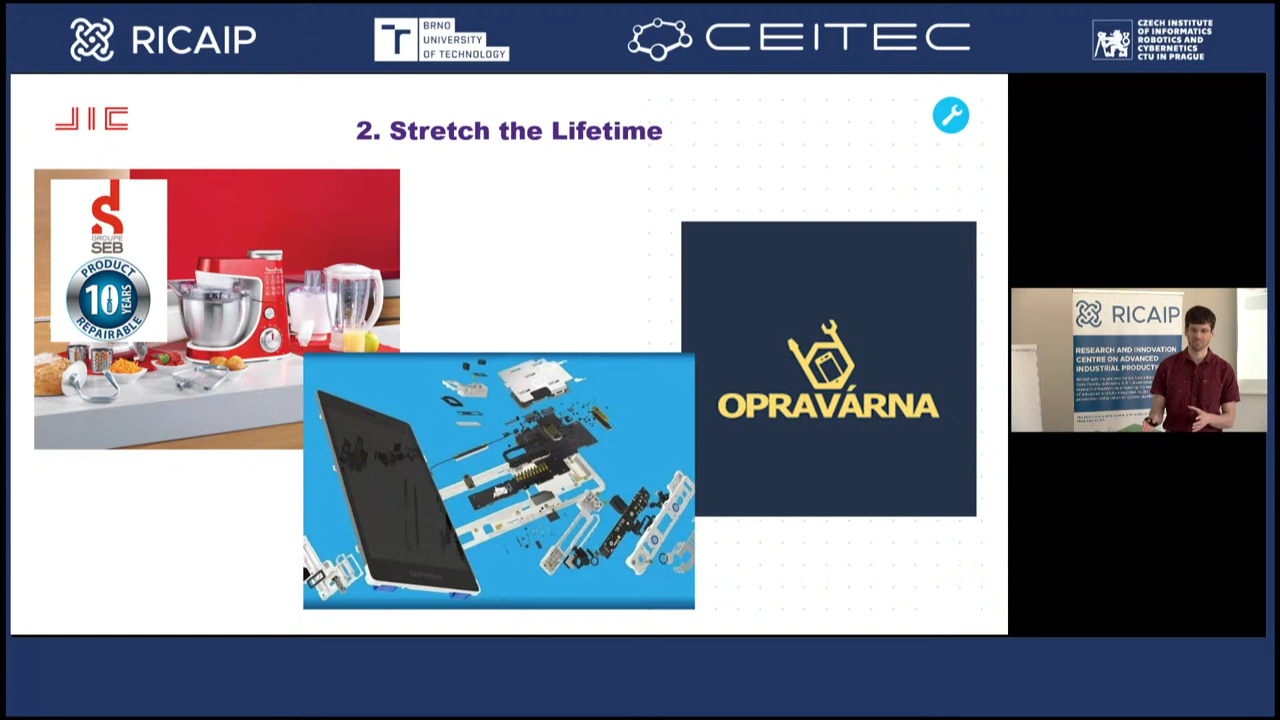 RICAIP
BRNO
UNIVERSITY
OF TECHNOLOGY
CEITEC
CZECH INSTITUTE
OF INFORMATICS
ROBOTICS AND
CYBERNETICS
CTU IN PRAGUE
JIC
2. Stretch the Lifetime
GROUPE
SEB
PRODUCT
10 YEARS
REPAIRABLE
OPRAVÁRNA
RICAIP
RESEARCH AND INNOVATION
CENTRE ON ADVANCED
INDUSTRIAL PRODUCTION